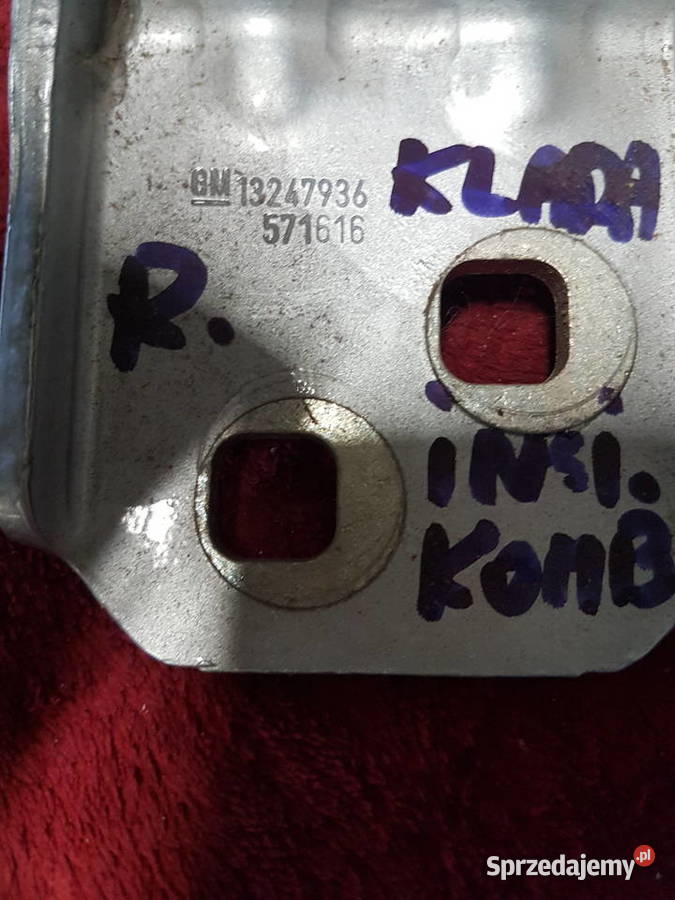 GM 13247936
571616
KLAPA
R.
iNSI.
KOMB
Sprzedajemy.pl